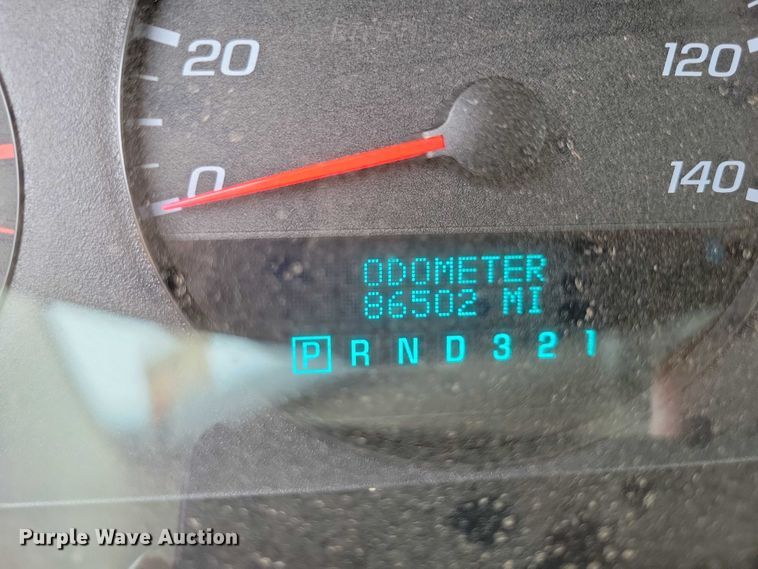 20
120
0
140
ODOMETER
86502 MI
P R N D 3 2 1
Purple Wave Auction